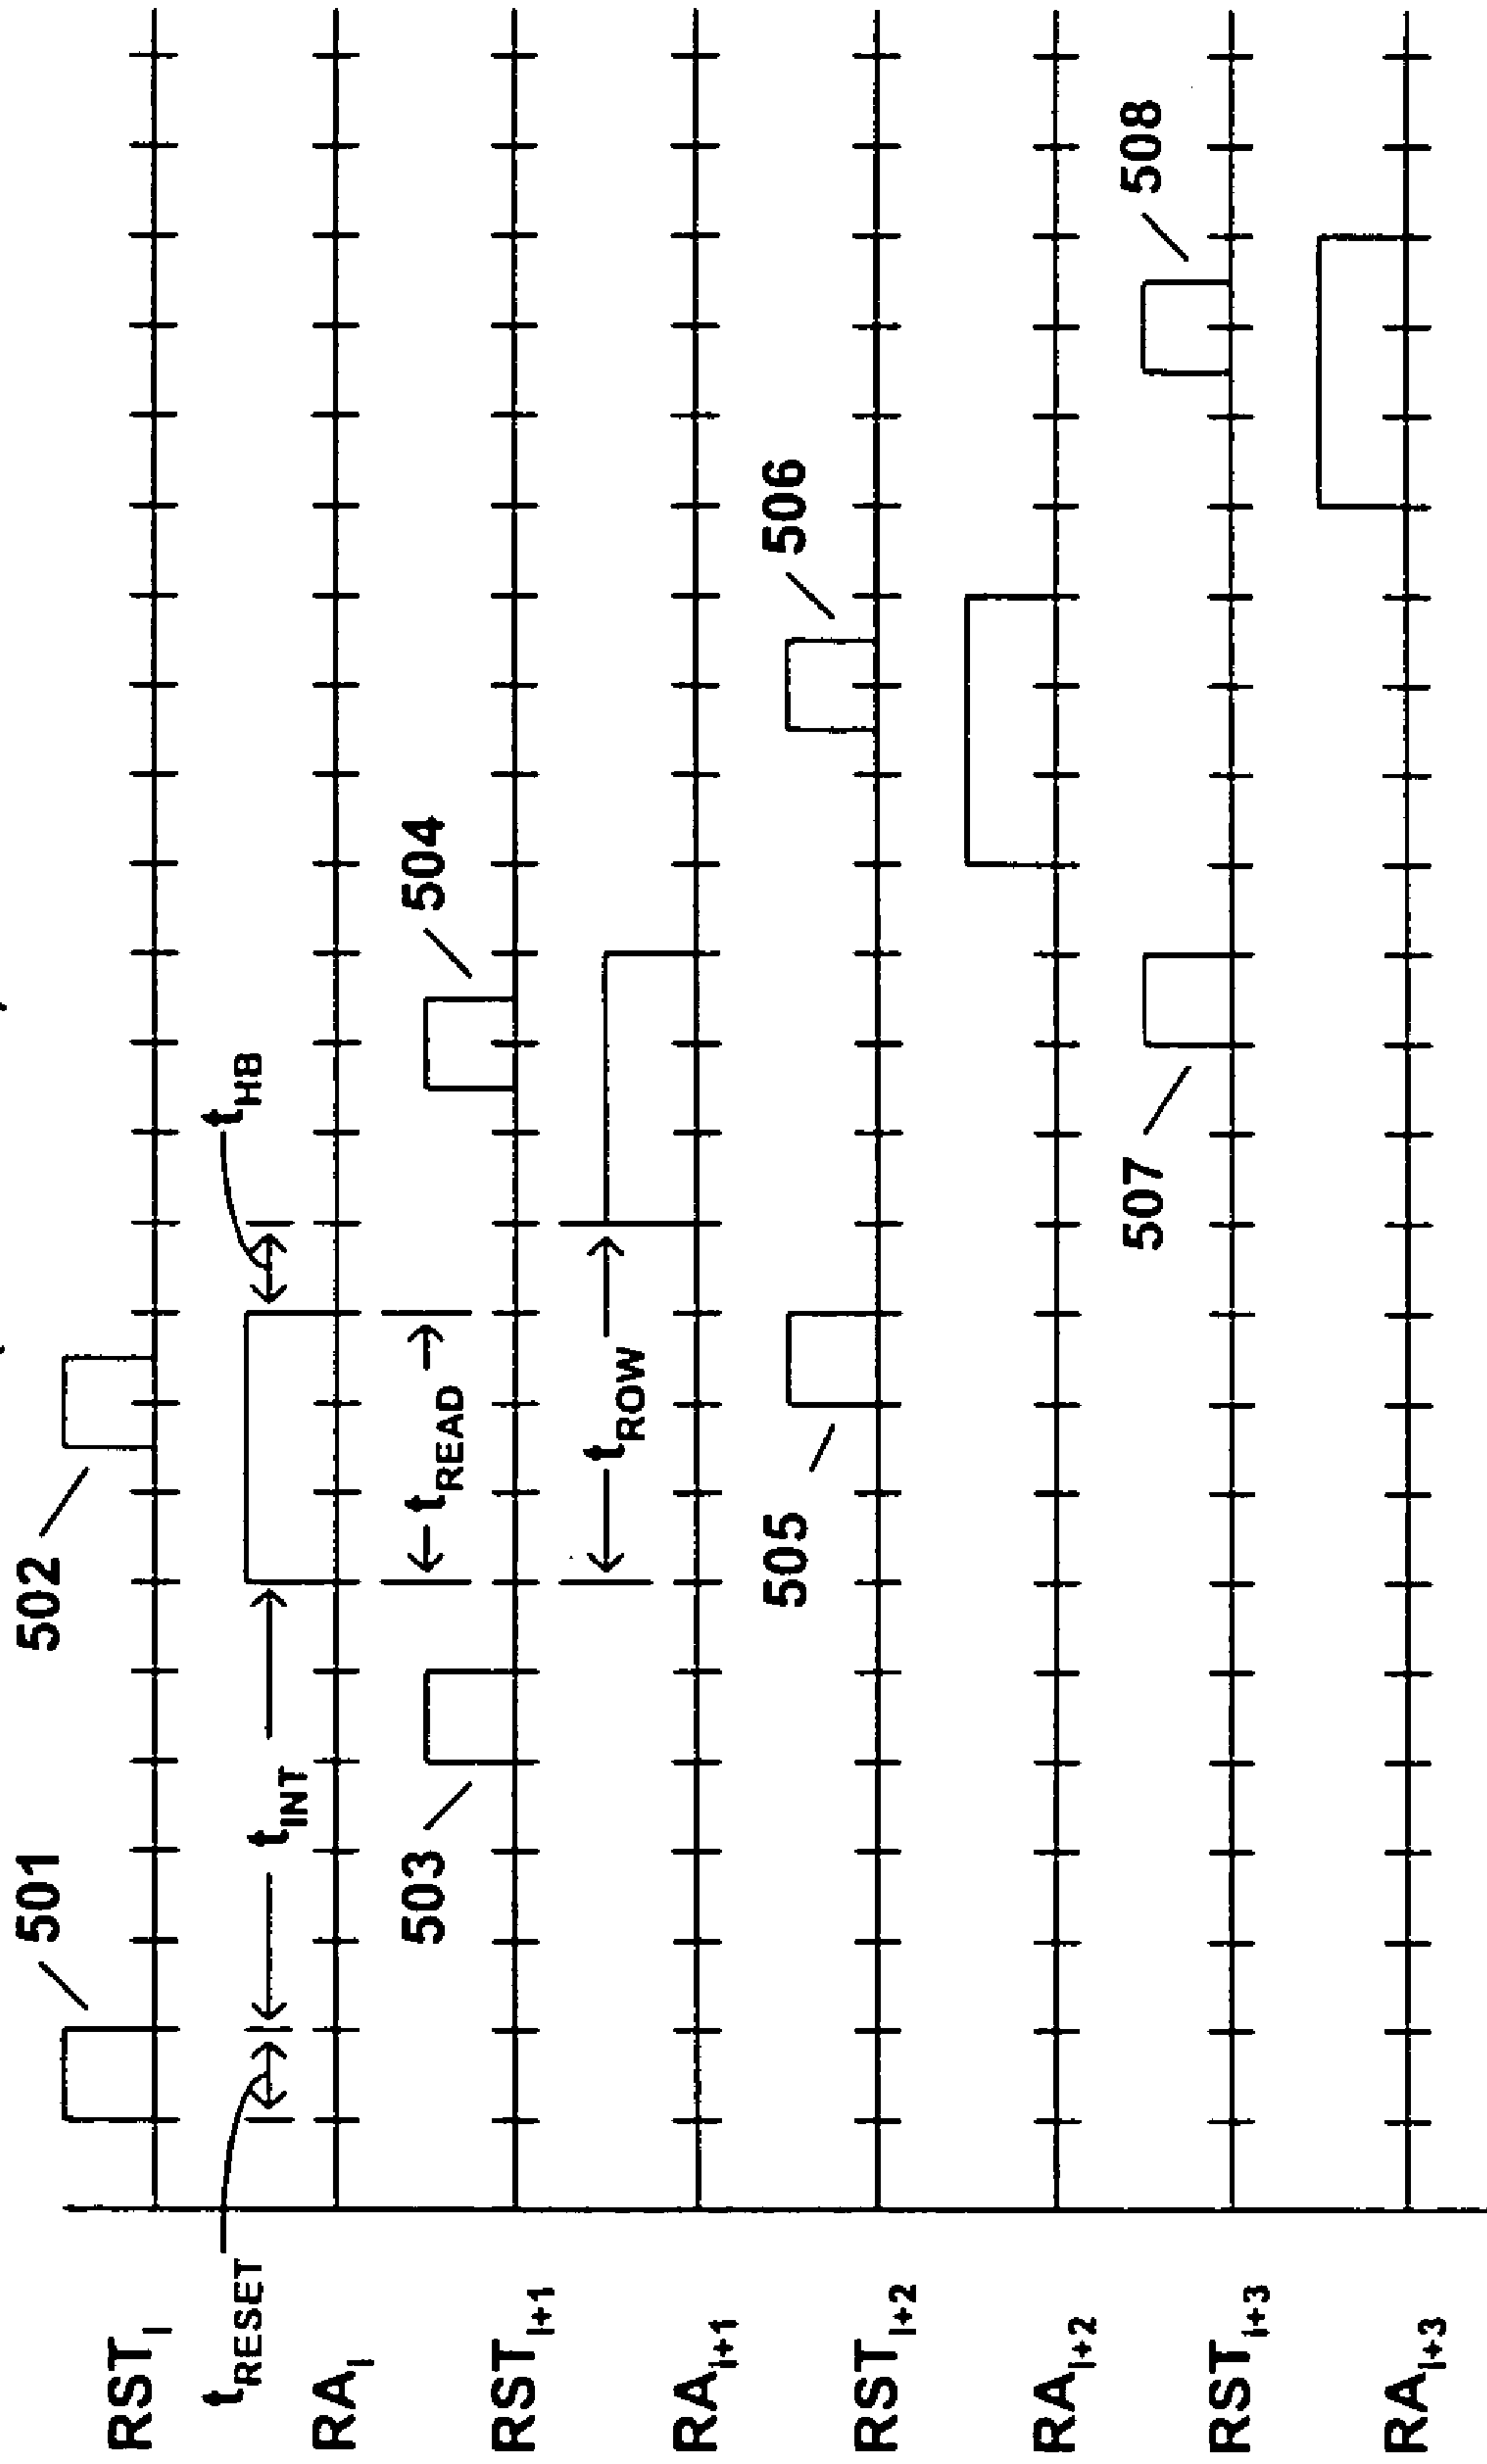 501
502
RST_i
t_RESET
t_INT
t_HB
RA_i
503
504
t_READ
RST_i+1
t_ROW
RA_i+1
505
506
RST_i+2
RA_i+2
507
508
RST_i+3
RA_i+3